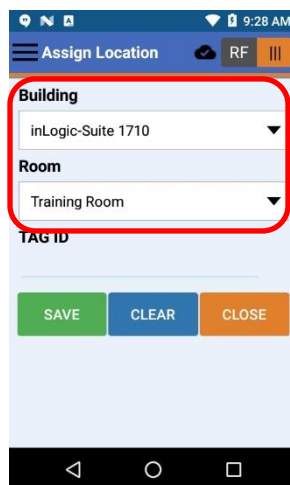 9:28 AM
Assign Location RF
Building
inLogic-Suite 1710
Room
Training Room
TAG ID
SAVE CLEAR CLOSE